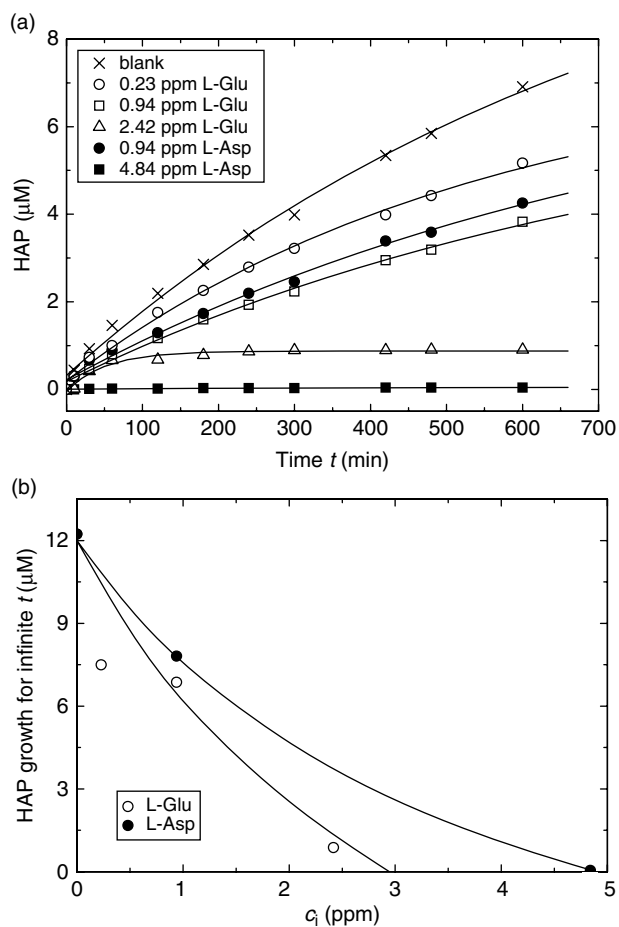 (a)
8
6
4
2
0
HAP (μM)
blank
0.23 ppm L-Glu
0.94 ppm L-Glu
2.42 ppm L-Glu
0.94 ppm L-Asp
4.84 ppm L-Asp
0 100 200 300 400 500 600 700
Time t (min)
(b)
12
9
6
3
0
HAP growth for infinite t (μM)
L-Glu
L-Asp
0 1 2 3 4 5
ci (ppm)